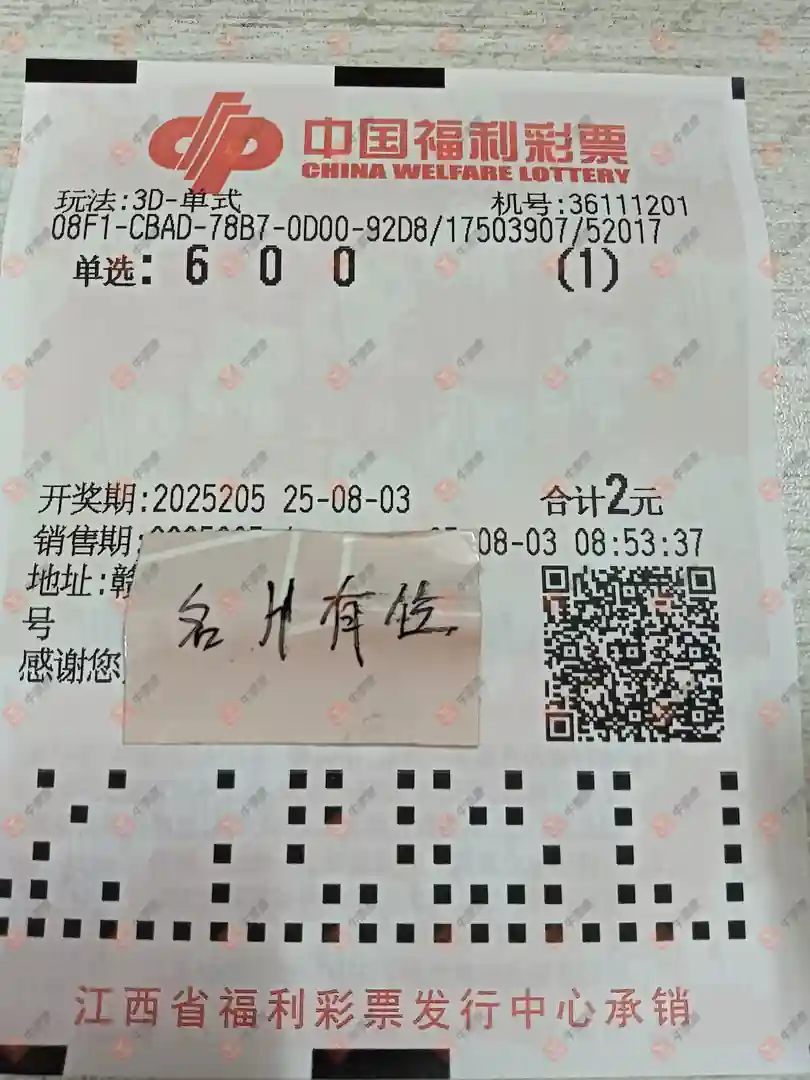 中国福利彩票
CHINA WELFARE LOTTERY
玩法:3D-单式 机号:36111201
08F1-CBAD-78B7-0D00-92D8/17503907/52017
单选: 6 0 0 (1)
开奖期:2025205 25-08-03 合计2元
销售期: 08-03 08:53:37
地址:赣
号
感谢您
名片有位
江西省福利彩票发行中心承销